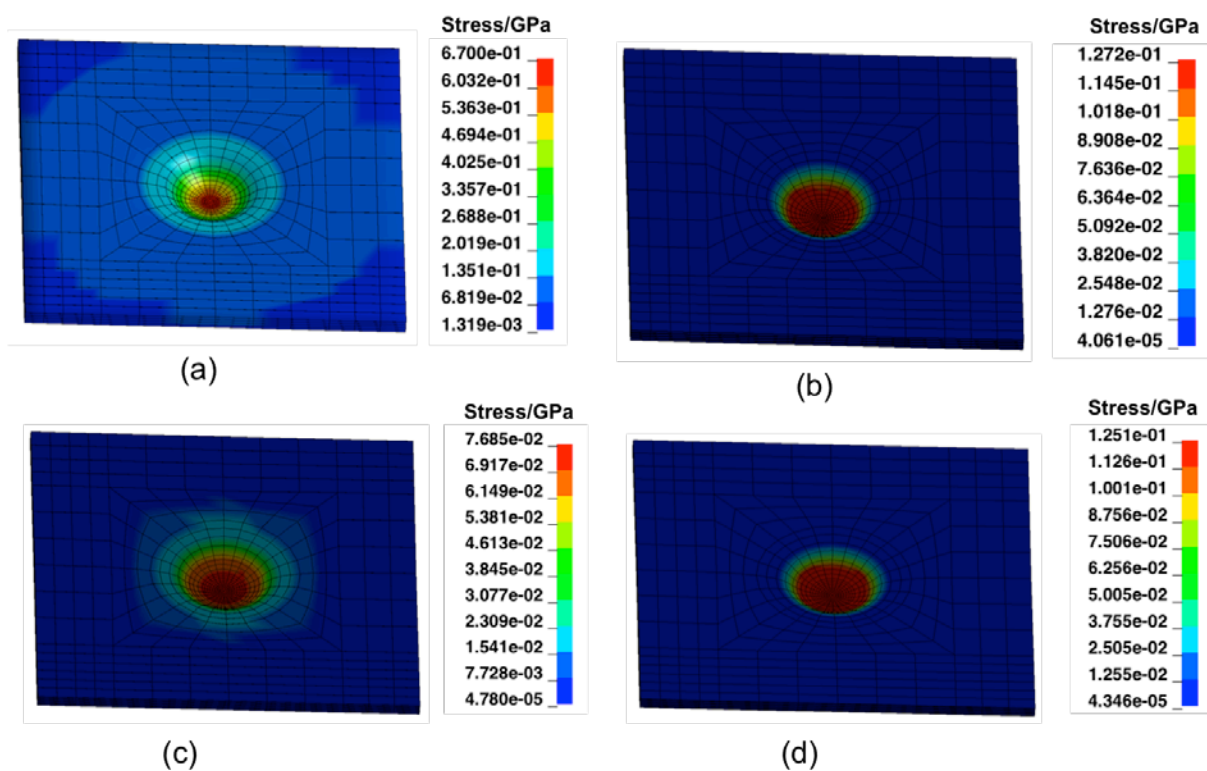 Stress/GPa
6.700e-01
6.032e-01
5.363e-01
4.694e-01
4.025e-01
3.357e-01
2.688e-01
2.019e-01
1.351e-01
6.819e-02
1.319e-03
(a)
Stress/GPa
1.272e-01
1.145e-01
1.018e-01
8.908e-02
7.636e-02
6.364e-02
5.092e-02
3.820e-02
2.548e-02
1.276e-02
4.061e-05
(b)
Stress/GPa
7.685e-02
6.917e-02
6.149e-02
5.381e-02
4.613e-02
3.845e-02
3.077e-02
2.309e-02
1.541e-02
7.728e-03
4.780e-05
(c)
Stress/GPa
1.251e-01
1.126e-01
1.001e-01
8.756e-02
7.506e-02
6.256e-02
5.005e-02
3.755e-02
2.505e-02
1.255e-02
4.346e-05
(d)